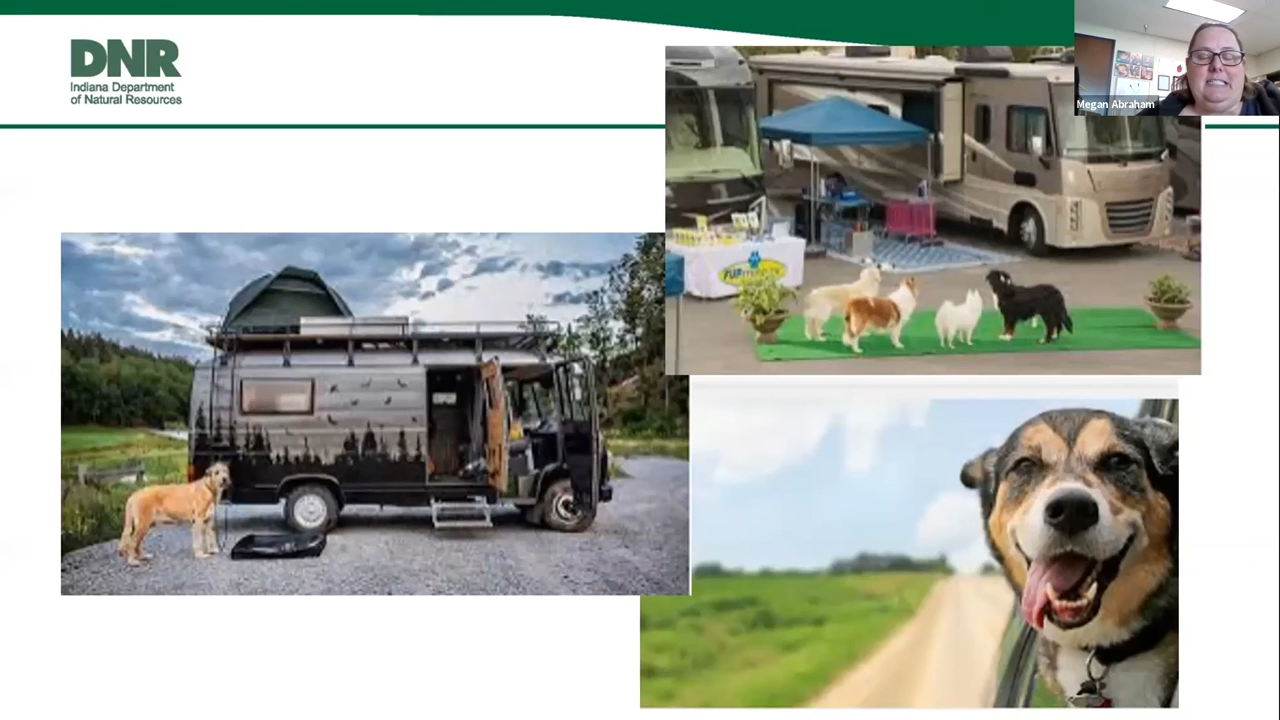 DNR
Indiana Department
of Natural Resources
Megan Abraham